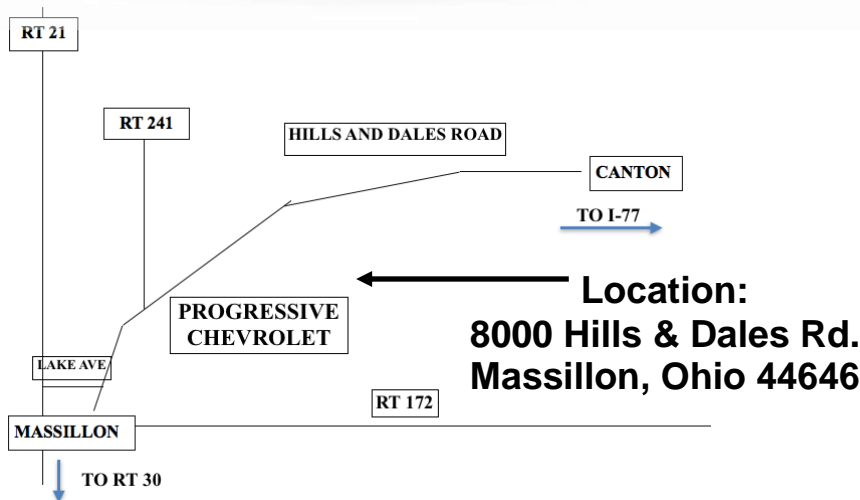 RT 21
RT 241
HILLS AND DALES ROAD
CANTON
TO I-77
Location:
8000 Hills & Dales Rd.
Massillon, Ohio 44646
PROGRESSIVE
CHEVROLET
LAKE AVE
RT 172
MASSILLON
TO RT 30